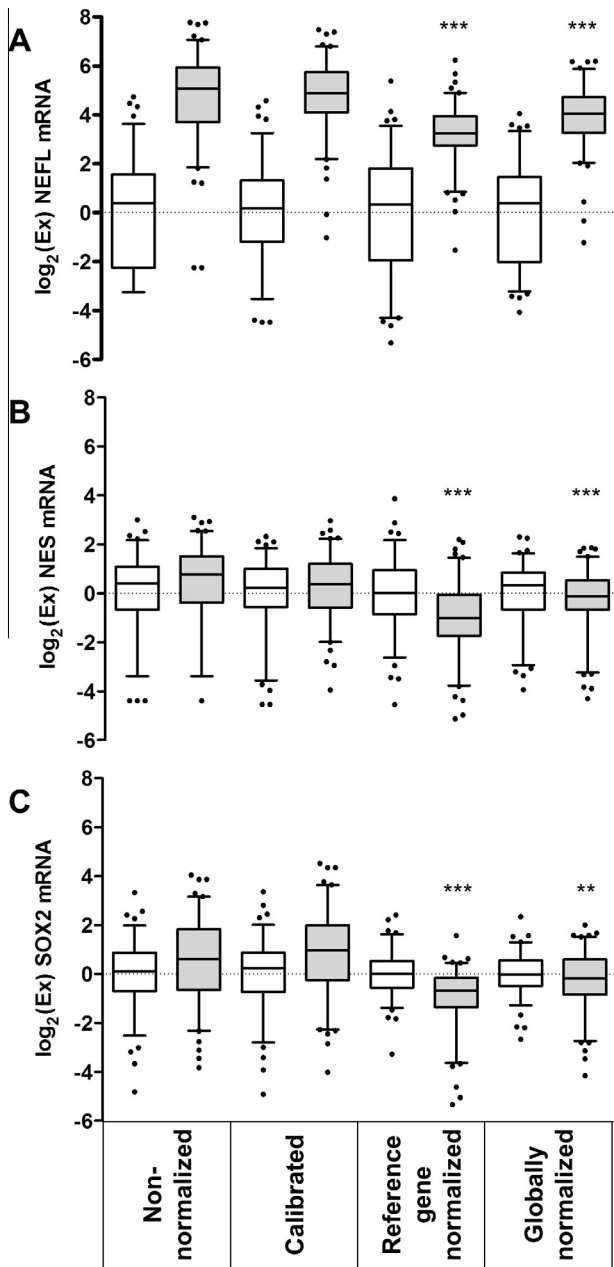 A
log2(Ex) NEFL mRNA
8
6
4
2
0
-2
-4
-6
*** ***
B
log2(Ex) NES mRNA
8
6
4
2
0
-2
-4
-6
*** ***
C
log2(Ex) SOX2 mRNA
8
6
4
2
0
-2
-4
-6
*** **
Non-
normalized
Calibrated
Reference
gene
normalized
Globally
normalized